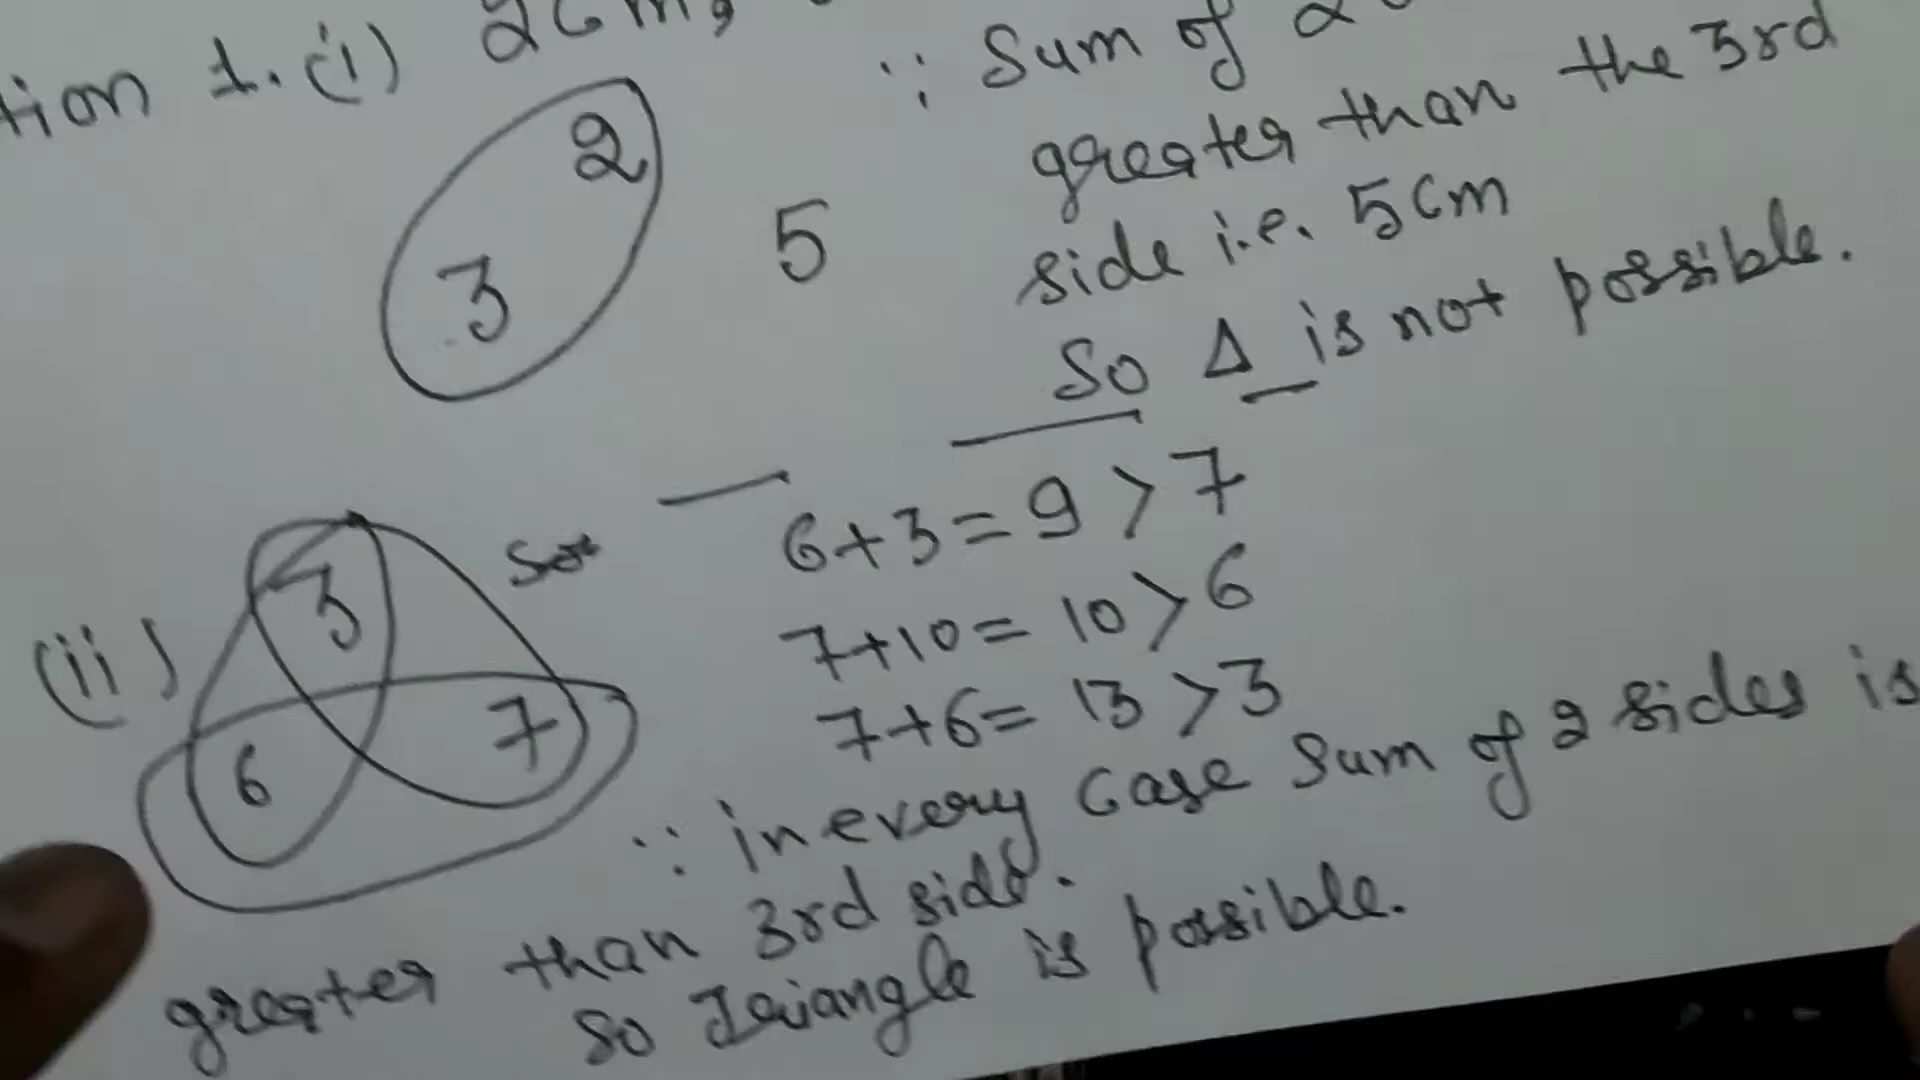 tion 1. (i) 2cm,
∵ Sum of 2
2
greater than the 3rd
3
5
side i.e. 5cm
So Δ is not possible.
(ii)
3
6
7
6+3=9>7
7+10= 10>6
7+6= 13>3
∵ in every case sum of 2 sides is
greater than 3rd side.
so Triangle is possible.